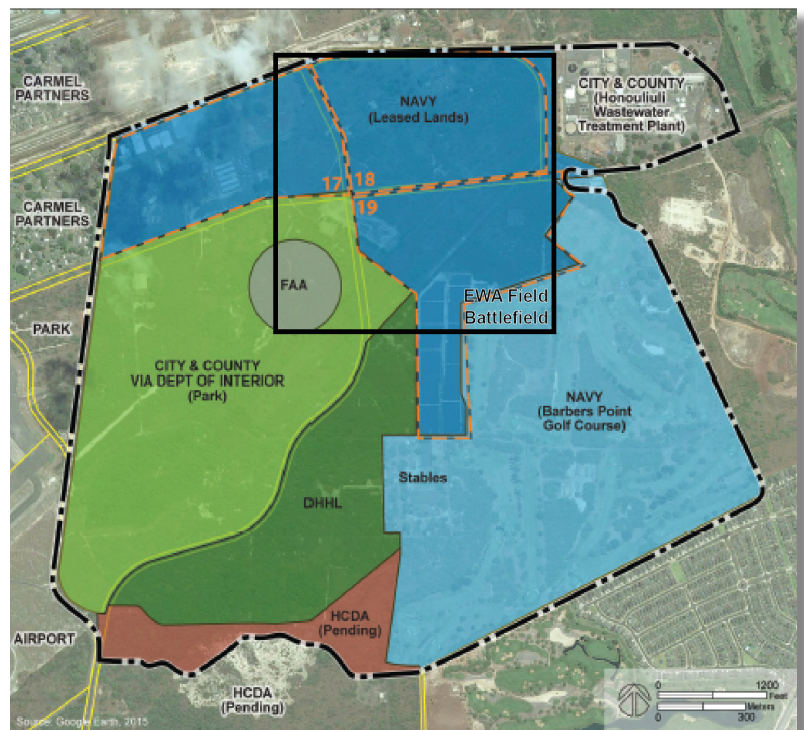 CARMEL
PARTNERS
NAVY
(Leased Lands)
CITY & COUNTY
(Honouliuli
Wastewater
Treatment Plant)
17
18
19
CARMEL
PARTNERS
FAA
EWA Field
Battlefield
PARK
CITY & COUNTY
VIA DEPT OF INTERIOR
(Park)
NAVY
(Barbers Point
Golf Course)
Stables
DHHL
HCDA
(Pending)
AIRPORT
HCDA
(Pending)
0 1200
Feet
Meters
0 300
Source: Google Earth, 2015